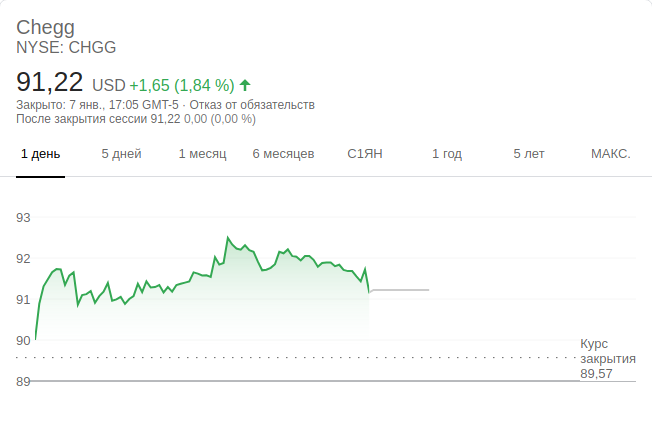 Chegg
NYSE: CHGG
91,22 USD +1,65 (1,84 %)
Закрыто: 7 янв., 17:05 GMT-5 · Отказ от обязательств
После закрытия сессии 91,22 0,00 (0,00 %)
1 день 5 дней 1 месяц 6 месяцев С1ЯН 1 год 5 лет МАКС.
93
92
91
90
Курс
закрытия
89,57
89